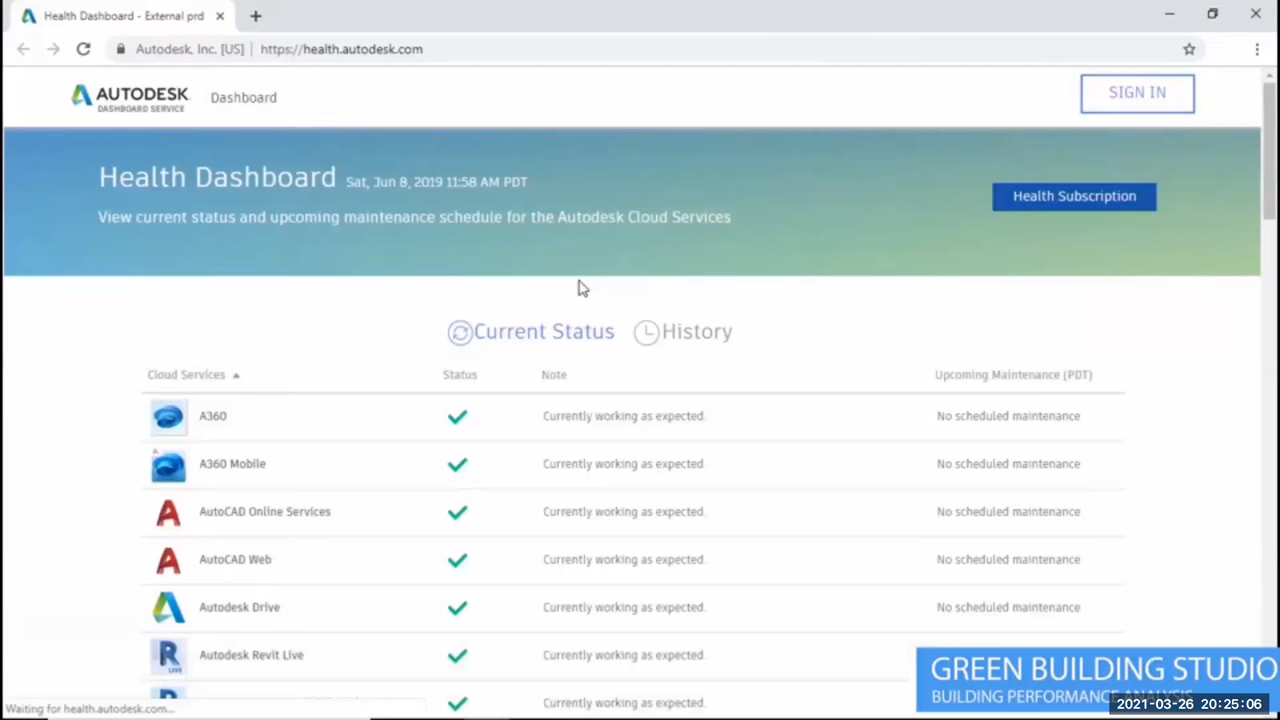 Health Dashboard - External prd
Autodesk, Inc. [US] https://health.autodesk.com
AUTODESK
DASHBOARD SERVICE
Dashboard
SIGN IN
Health Dashboard Sat, Jun 8, 2019 11:58 AM PDT
View current status and upcoming maintenance schedule for the Autodesk Cloud Services
Health Subscription
Current Status History
Cloud Services Status Note Upcoming Maintenance (PDT)
A360 Currently working as expected. No scheduled maintenance
A360 Mobile Currently working as expected. No scheduled maintenance
AutoCAD Online Services Currently working as expected. No scheduled maintenance
AutoCAD Web Currently working as expected. No scheduled maintenance
Autodesk Drive Currently working as expected. No scheduled maintenance
Autodesk Revit Live Currently working as expected.
Currently working as expected.
Waiting for health.autodesk.com...
GREEN BUILDING STUDIO
BUILDING PERFORMANCE ANALYSIS
2021-03-26 20:25:06